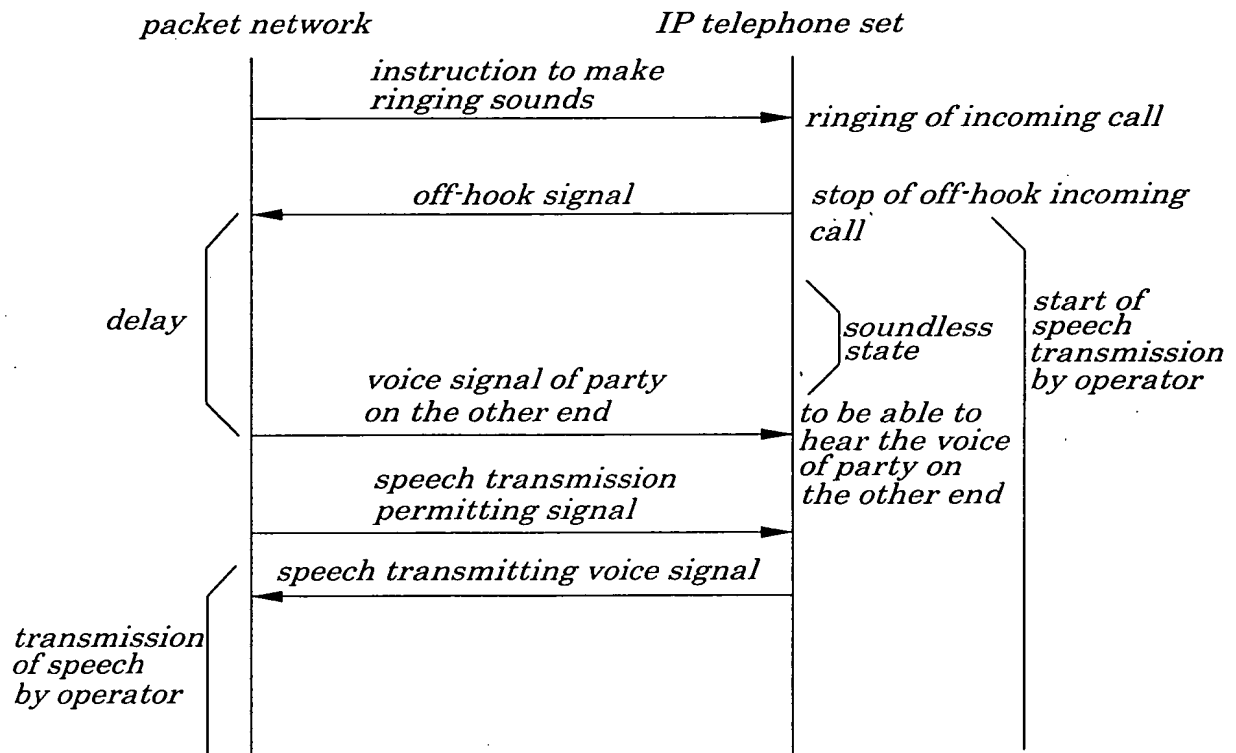 packet network
IP telephone set
instruction to make
ringing sounds
ringing of incoming call
off-hook signal
stop of off-hook incoming
call
delay
soundless
state
start of
speech
transmission
by operator
voice signal of party
on the other end
to be able to
hear the voice
of party on
the other end
speech transmission
permitting signal
speech transmitting voice signal
transmission
of speech
by operator